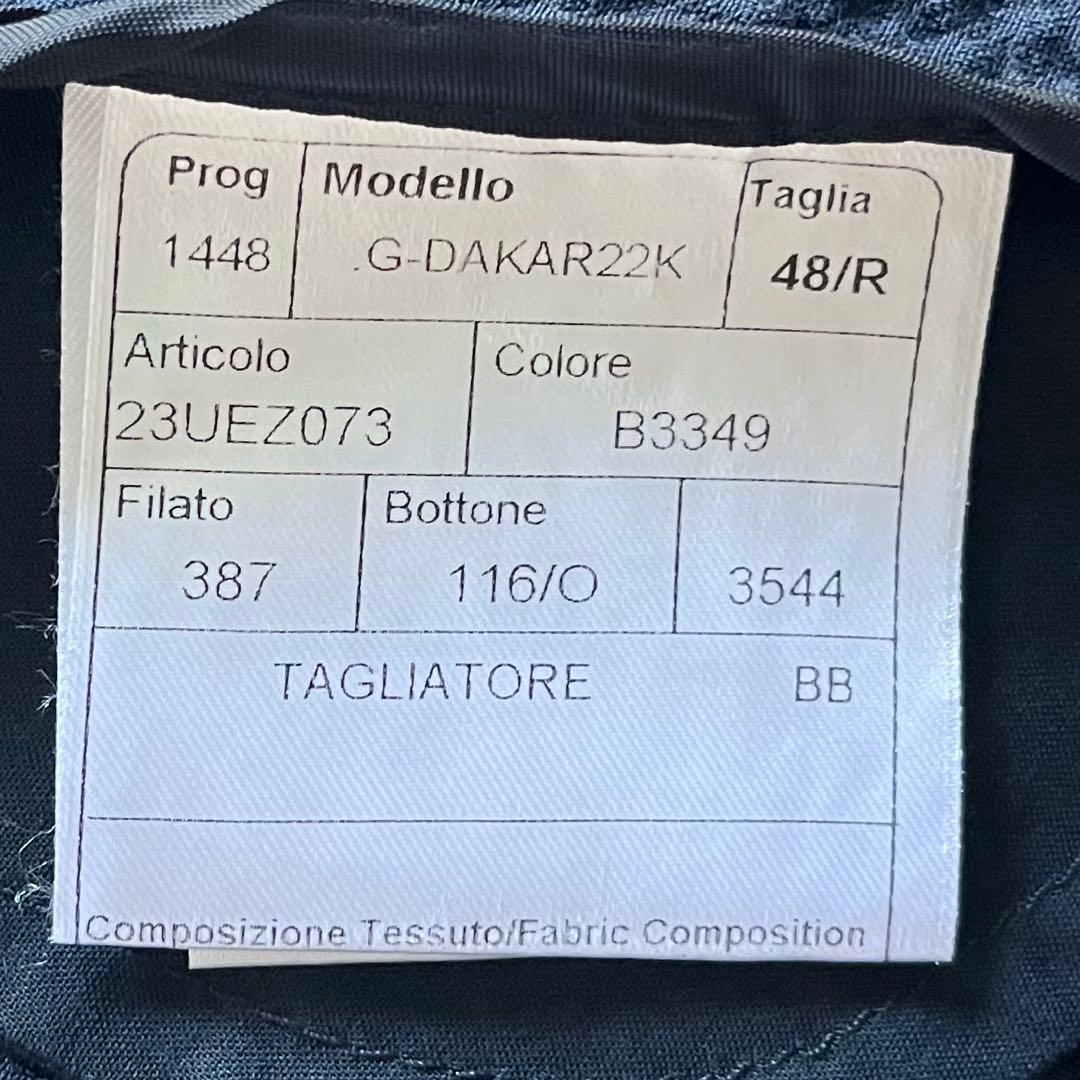 Prog Modello Taglia
1448 .G-DAKAR22K 48/R
Articolo Colore
23UEZ073 B3349
Filato Bottone
387 116/O 3544
TAGLIATORE BB
Composizione Tessuto/Fabric Composition